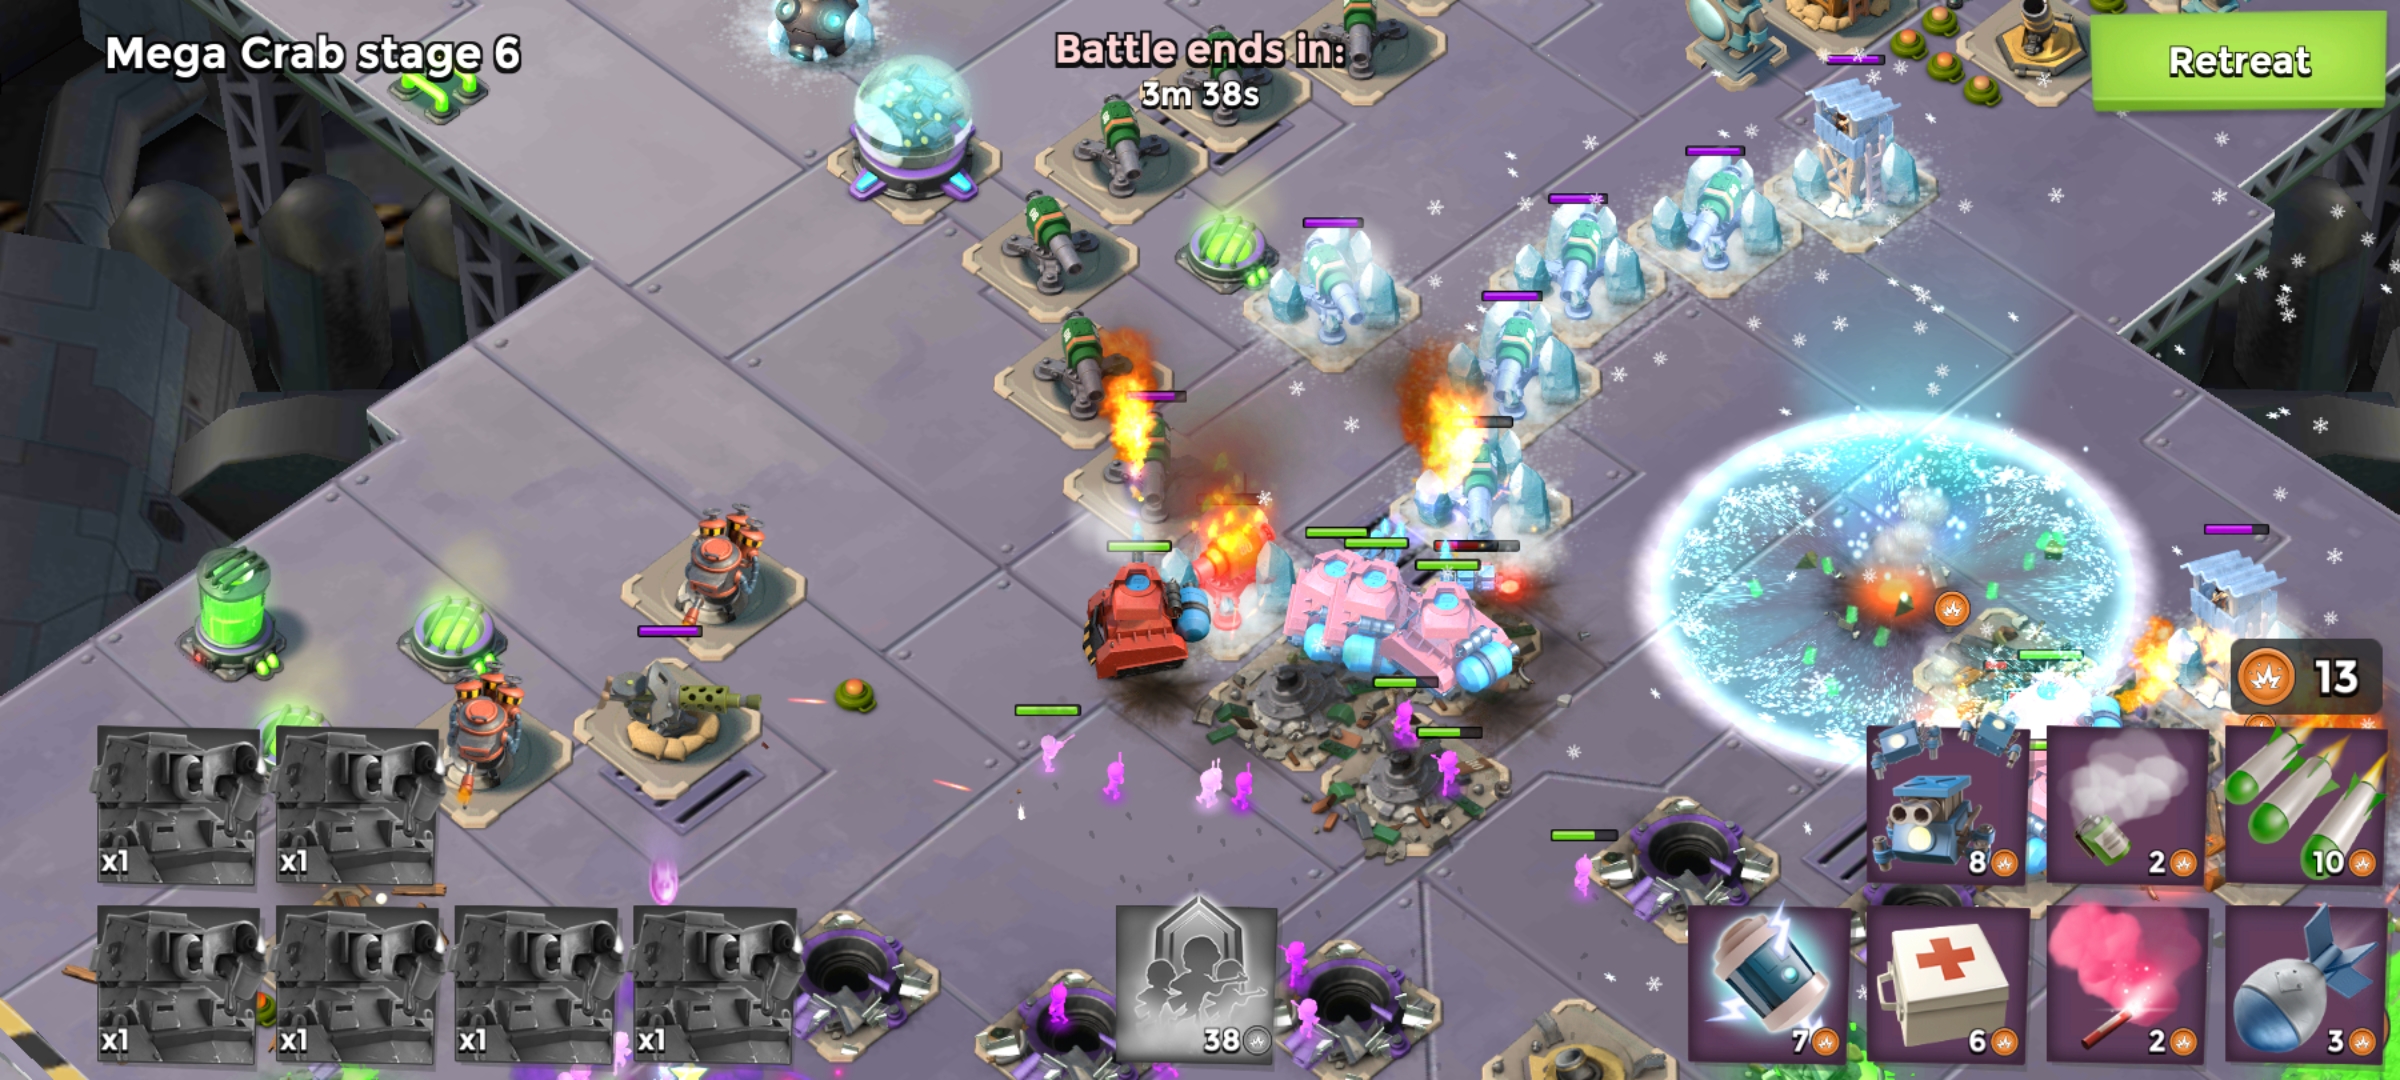 Mega Crab stage 6
Battle ends in:
3m 38s
Retreat
13
x1
x1
8
2
10
x1
x1
x1
x1
38
7
6
2
3